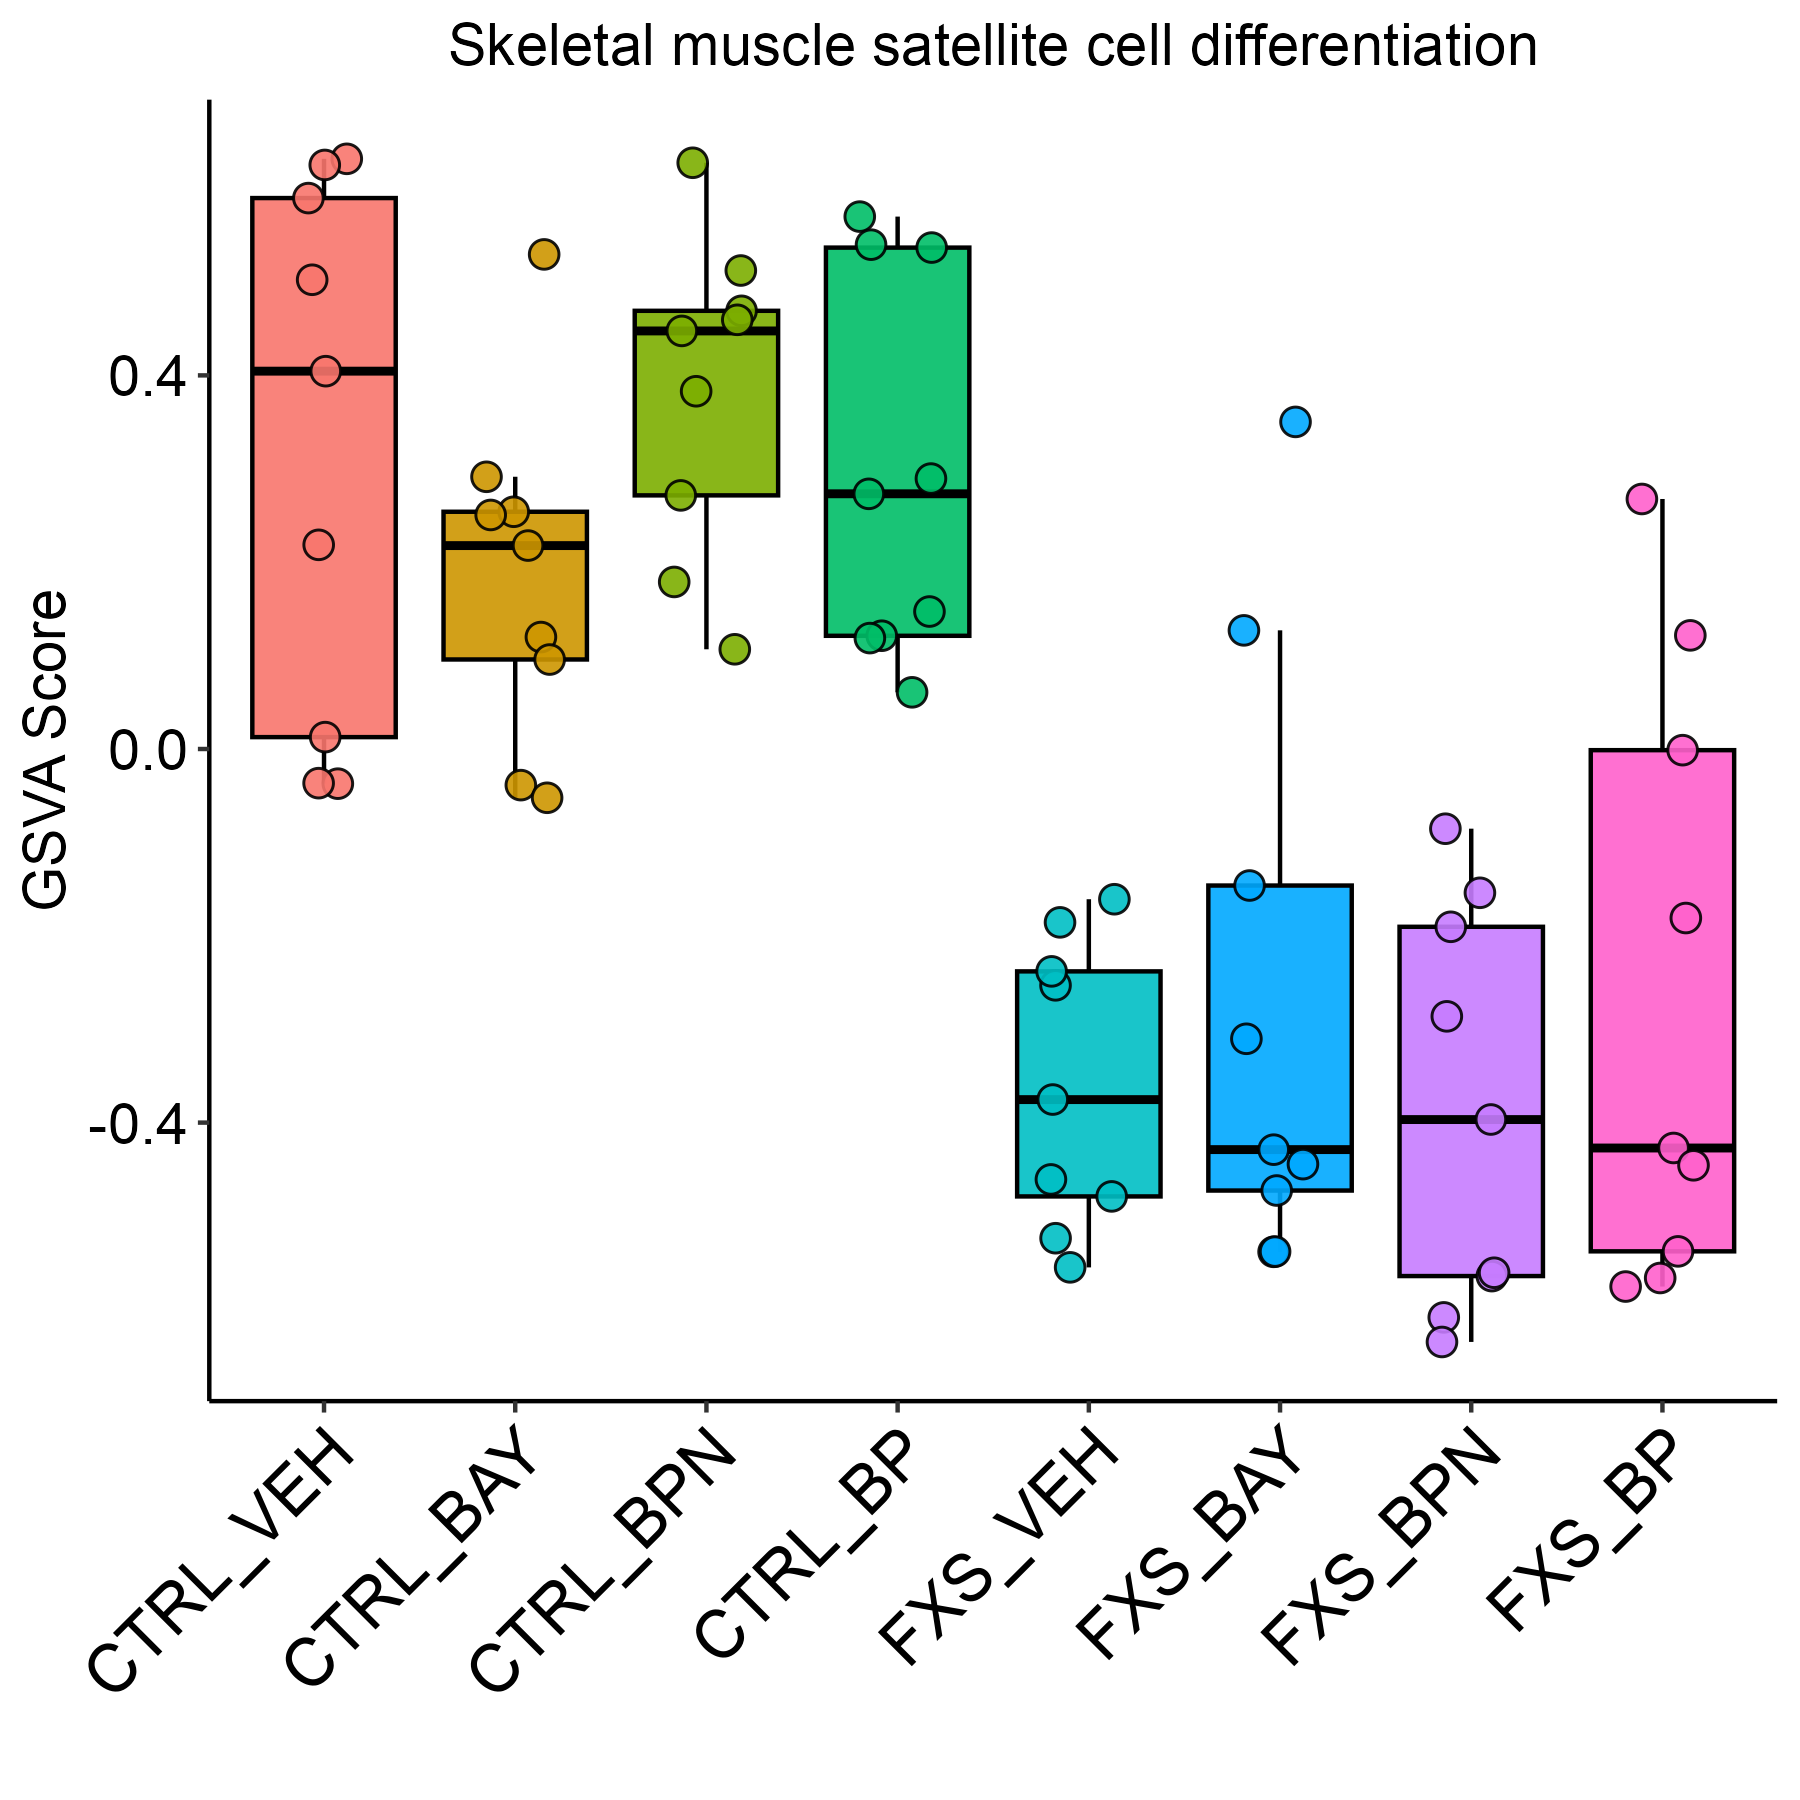 Skeletal muscle satellite cell differentiation
GSVA Score
0.4
0.0
-0.4
CTRL_VEH
CTRL_BAY
CTRL_BPN
CTRL_BP
FXS_VEH
FXS_BAY
FXS_BPN
FXS_BP